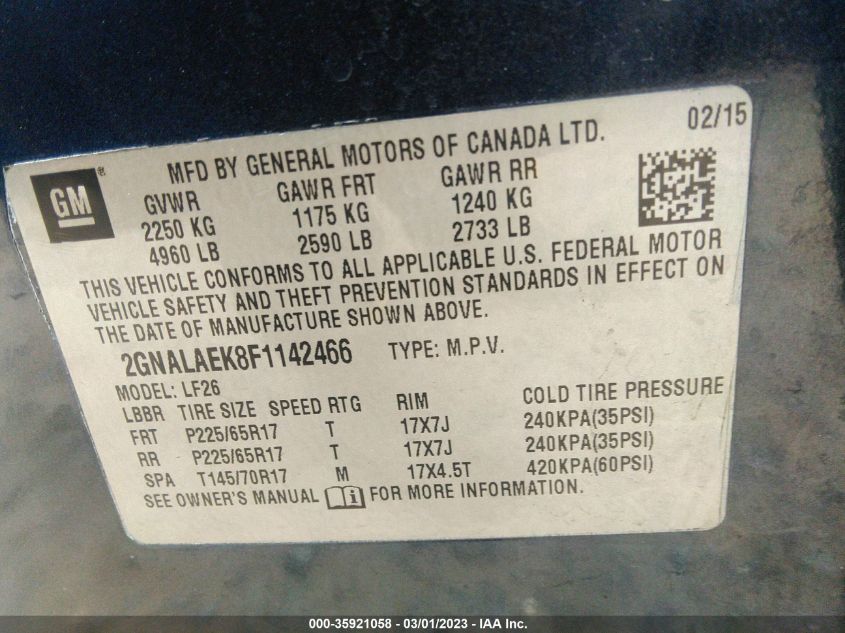 02/15
GM ®
MFD BY GENERAL MOTORS OF CANADA LTD.
GVWR GAWR FRT GAWR RR
2250 KG 1175 KG 1240 KG
4960 LB 2590 LB 2733 LB
THIS VEHICLE CONFORMS TO ALL APPLICABLE U.S. FEDERAL MOTOR
VEHICLE SAFETY AND THEFT PREVENTION STANDARDS IN EFFECT ON
THE DATE OF MANUFACTURE SHOWN ABOVE.
2GNALAEK8F1142466 TYPE: M.P.V.
MODEL: LF26
LBBR TIRE SIZE SPEED RTG RIM COLD TIRE PRESSURE
FRT P225/65R17 T 17X7J 240KPA(35PSI)
RR P225/65R17 T 17X7J 240KPA(35PSI)
SPA T145/70R17 M 17X4.5T 420KPA(60PSI)
SEE OWNER'S MANUAL i FOR MORE INFORMATION.
000-35921058 - 03/01/2023 - IAA Inc.